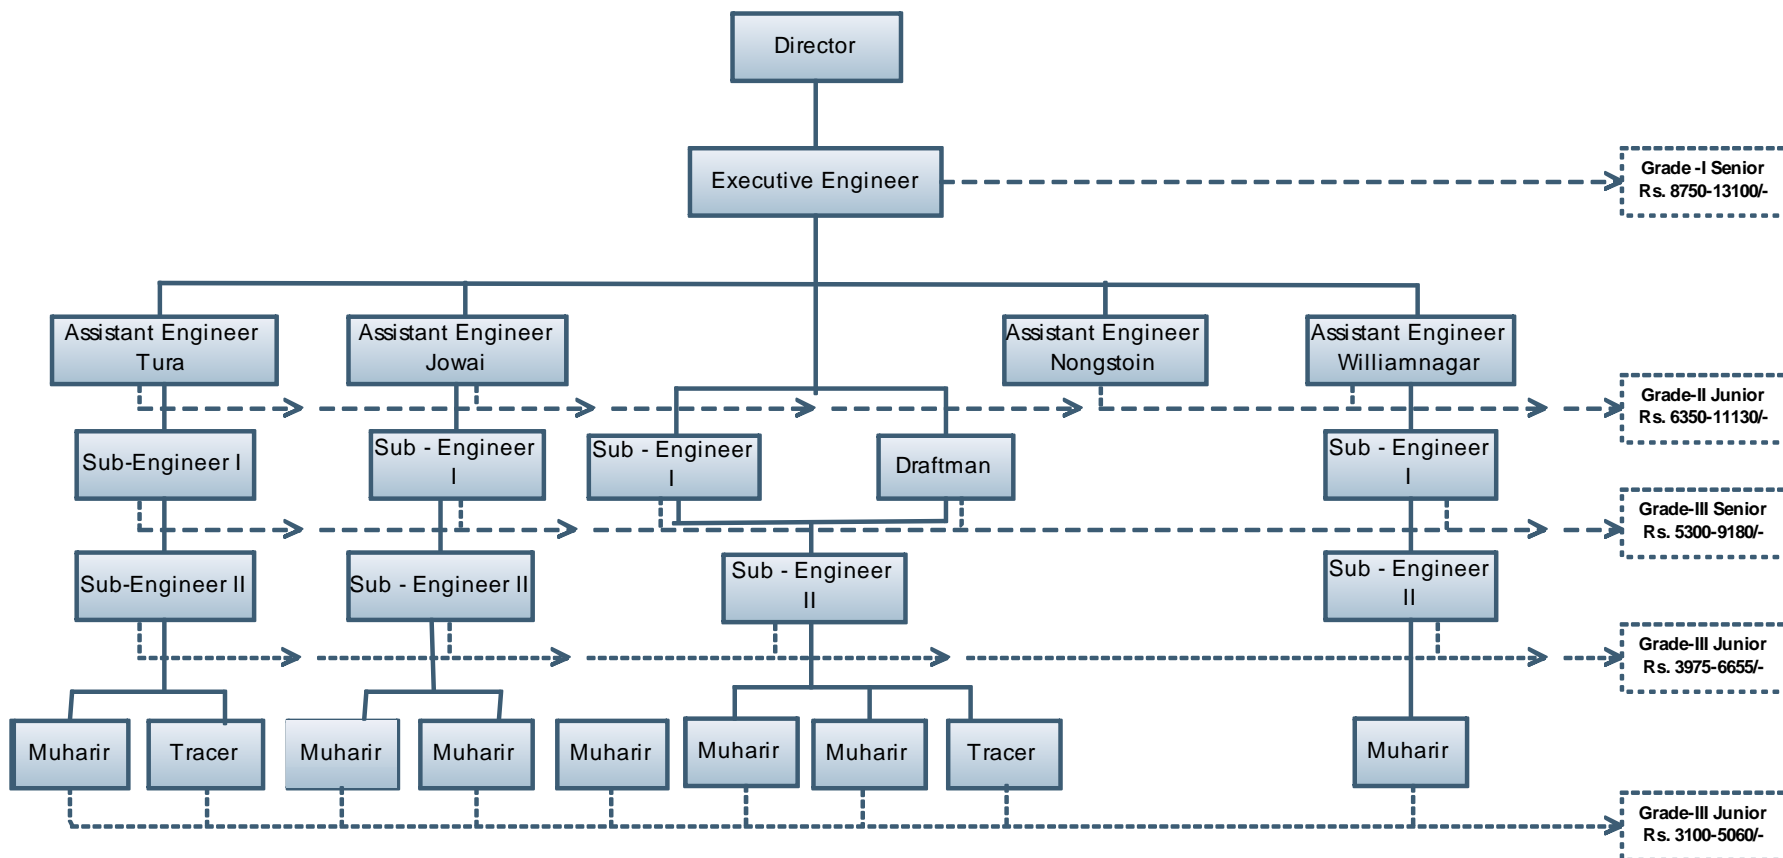 Director
Executive Engineer
Grade -I Senior
Rs. 8750-13100/-
Assistant Engineer
Tura
Assistant Engineer
Jowai
Assistant Engineer
Nongstoin
Assistant Engineer
Williamnagar
Grade-II Junior
Rs. 6350-11130/-
Sub-Engineer I
Sub - Engineer
I
Sub - Engineer
I
Draftman
Sub - Engineer
I
Grade-III Senior
Rs. 5300-9180/-
Sub-Engineer II
Sub - Engineer II
Sub - Engineer
II
Sub - Engineer
II
Grade-III Junior
Rs. 3975-6655/-
Muharir
Tracer
Muharir
Muharir
Muharir
Muharir
Muharir
Tracer
Muharir
Grade-III Junior
Rs. 3100-5060/-